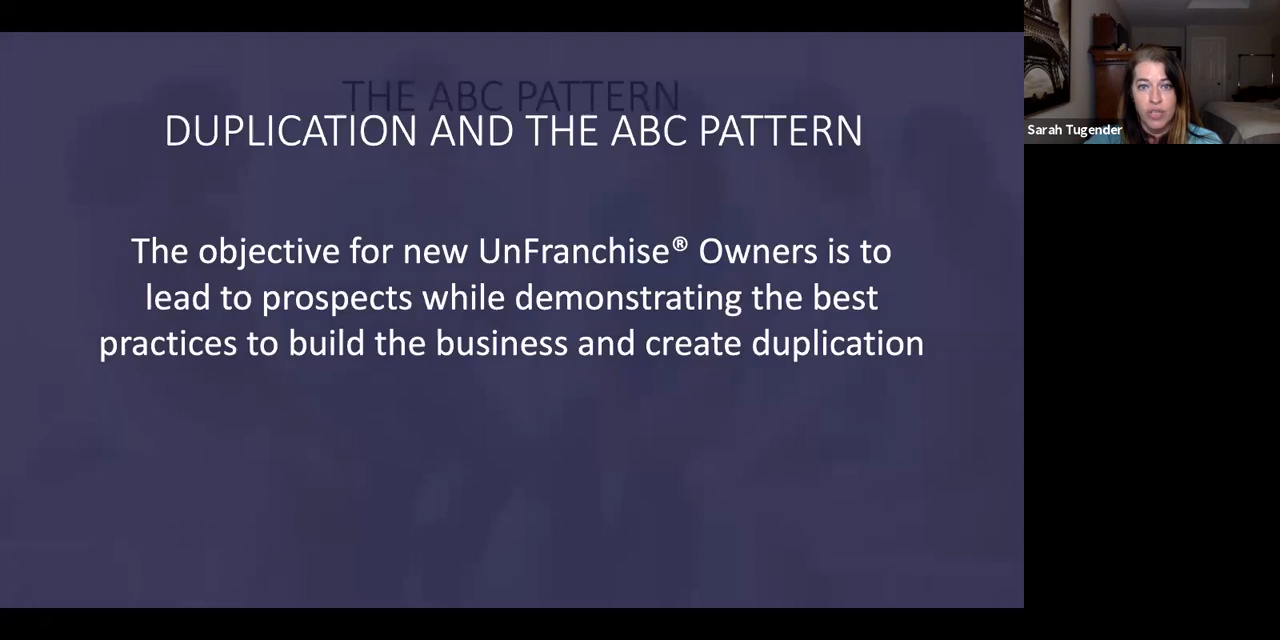 THE ABC PATTERN
DUPLICATION AND THE ABC PATTERN
The objective for new UnFranchise® Owners is to
lead to prospects while demonstrating the best
practices to build the business and create duplication
Sarah Tugender